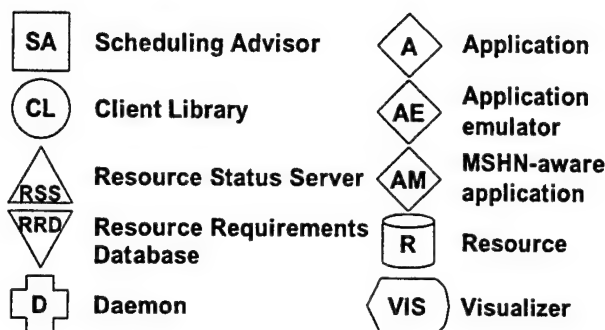 SA Scheduling Advisor
CL Client Library
RSS Resource Status Server
RRD Resource Requirements
Database
D Daemon
A Application
AE Application
emulator
AM MSHN-aware
application
R Resource
VIS Visualizer